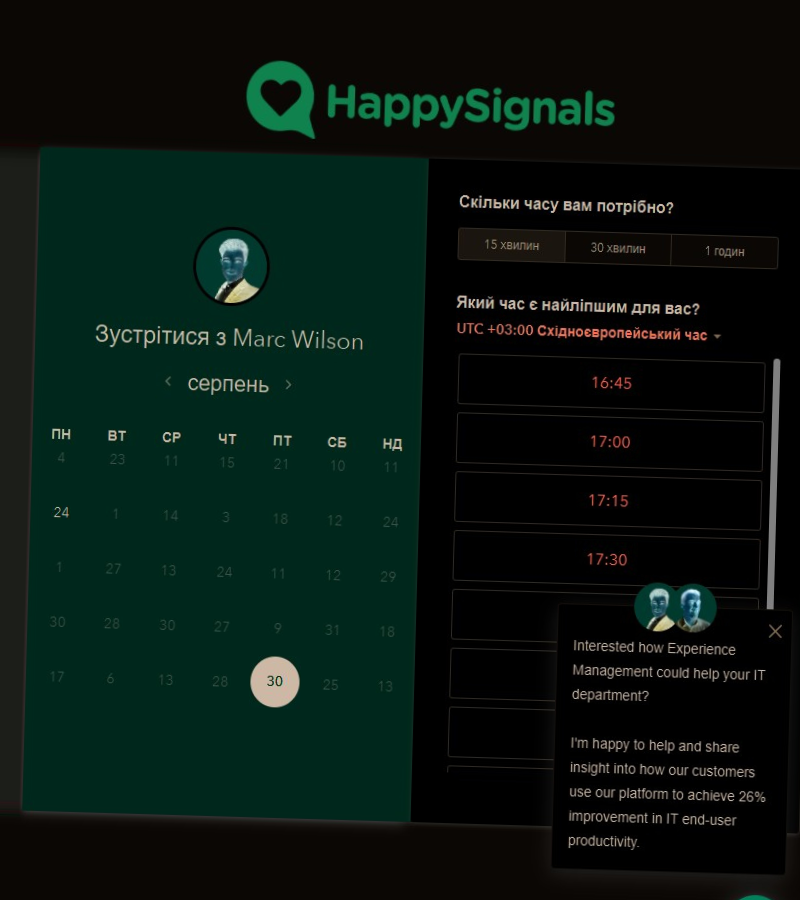 HappySignals
Зустрітися з Marc Wilson
серпень
ПН ВТ СР ЧТ ПТ СБ НД
4 23 11 15 21 10 11
24 1 14 3 18 12 24
1 27 13 24 11 12 29
30 28 30 27 9 31 18
17 6 13 28 30 25 13
Скільки часу вам потрібно?
15 хвилин 30 хвилин 1 годин
Який час є найліпшим для вас?
UTC +03:00 Східноєвропейський час
16:45
17:00
17:15
17:30
Interested how Experience
Management could help your IT
department?
I'm happy to help and share
insight into how our customers
use our platform to achieve 26%
improvement in IT end-user
productivity.